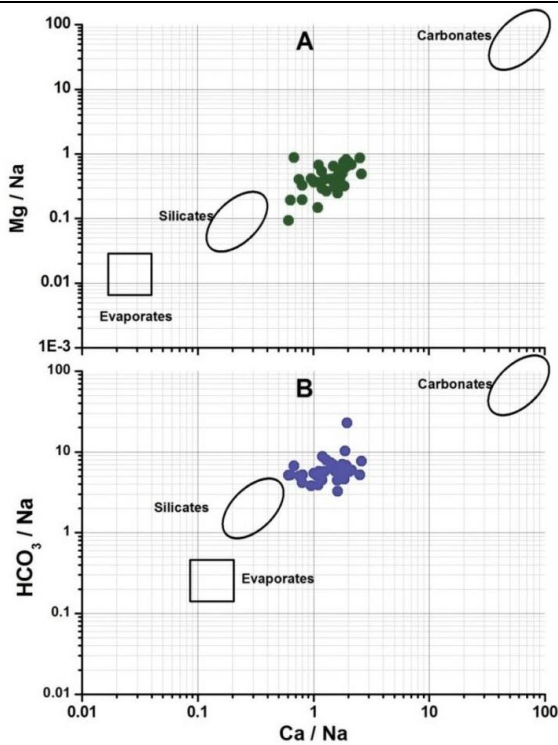 100
10
1
0.1
0.01
1E-3
Mg / Na
A
Carbonates
Silicates
Evaporates
100
10
1
0.1
0.01
HCO₃ / Na
B
Carbonates
Silicates
Evaporates
0.01 0.1 1 10 100
Ca / Na